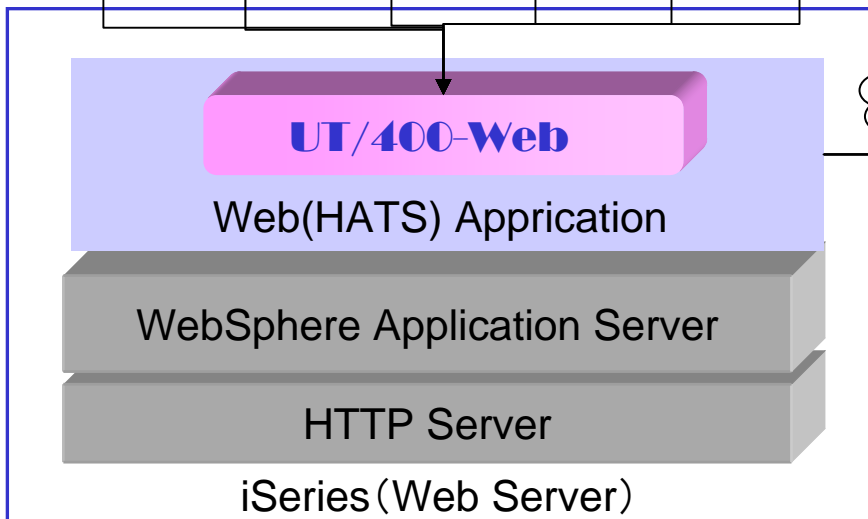 UT/400-Web
Web(HATS) Apprication
WebSphere Application Server
HTTP Server
iSeries（Web Server）